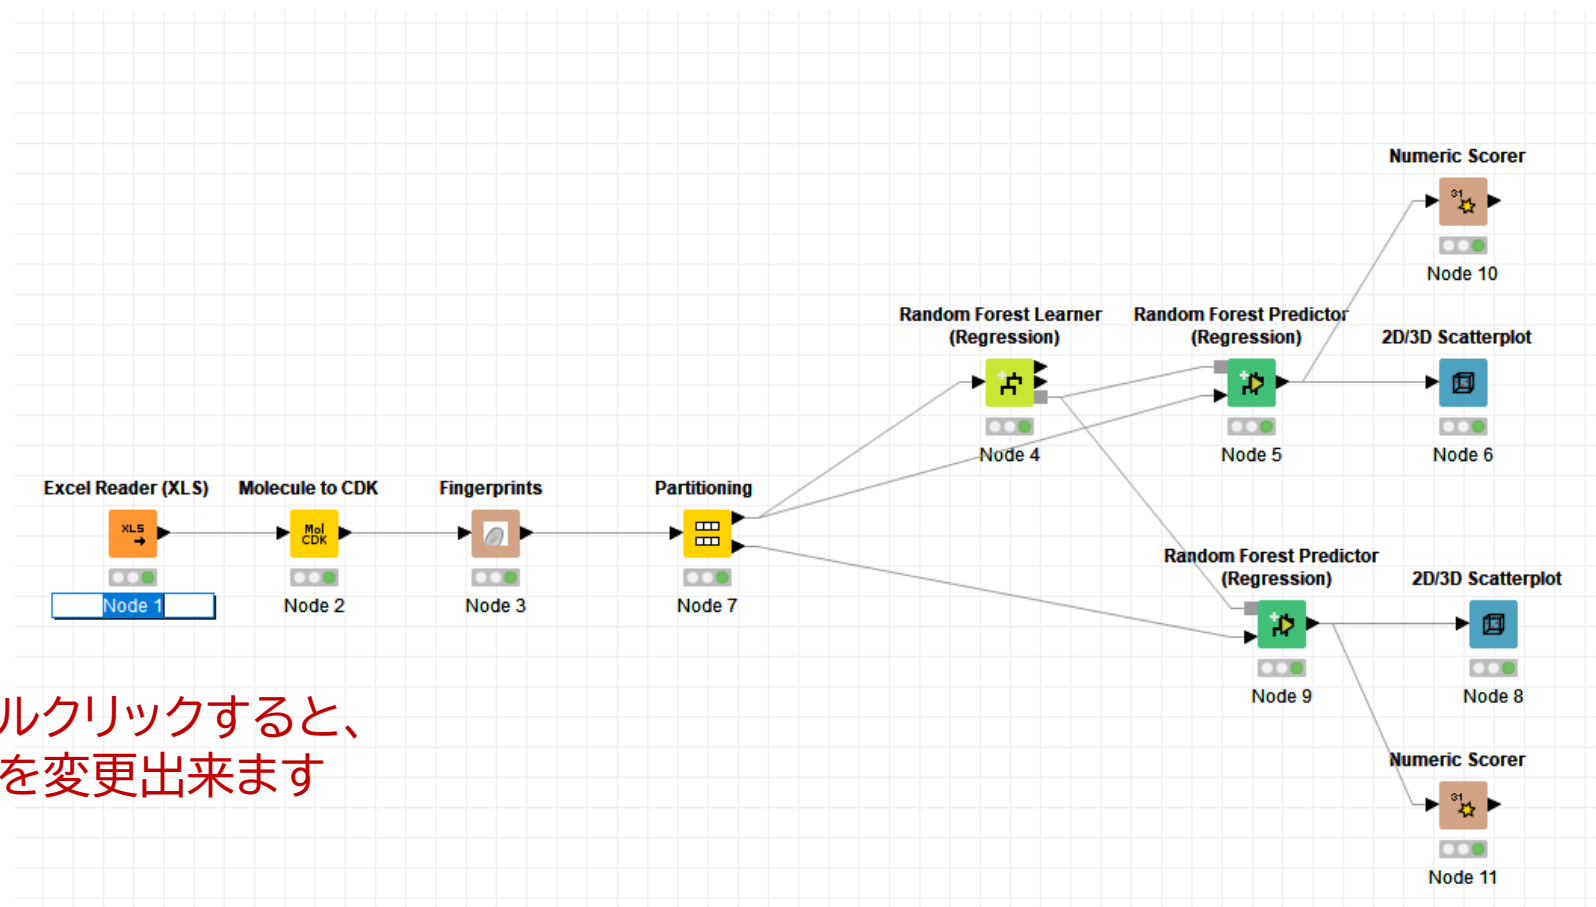 Numeric Scorer
31
Node 10
Random Forest Learner
(Regression)
Random Forest Predictor
(Regression)
2D/3D Scatterplot
Node 4
Node 5
Node 6
Excel Reader (XLS)
Molecule to CDK
Fingerprints
Partitioning
XLS
Mol
CDK
Node 1
Node 2
Node 3
Node 7
Random Forest Predictor
(Regression)
2D/3D Scatterplot
Node 9
Node 8
ルクリックすると、
を変更出来ます
Numeric Scorer
31
Node 11